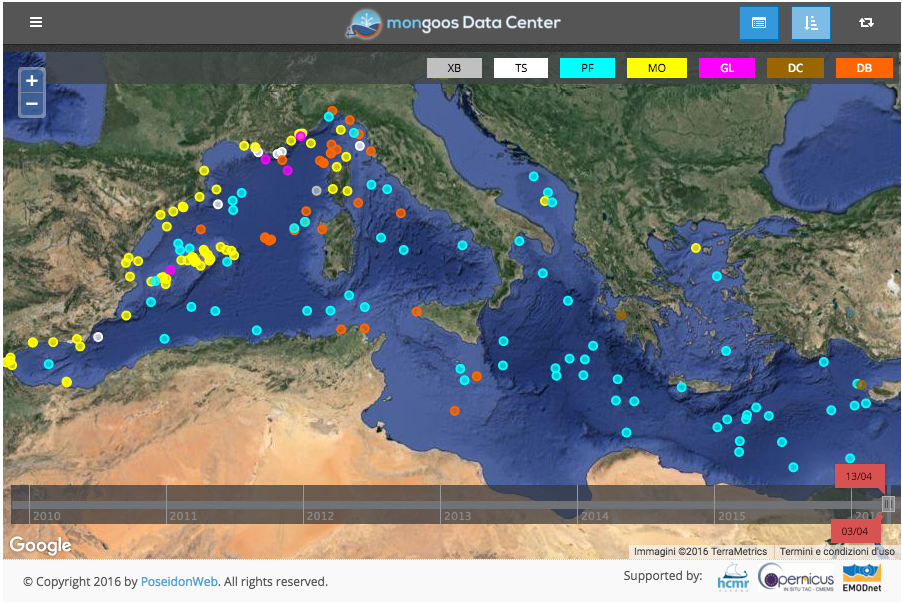 mongoos Data Center
XB TS PF MO GL DC DB
+
−
13/04
2010 2011 2012 2013 2014 2015 2016
03/04
Google
Immagini ©2016 TerraMetrics Termini e condizioni d'uso
© Copyright 2016 by PoseidonWeb. All rights reserved.
Supported by:
hcmr
Opernicus
IN SITU TAC - CMEMS
EMODnet